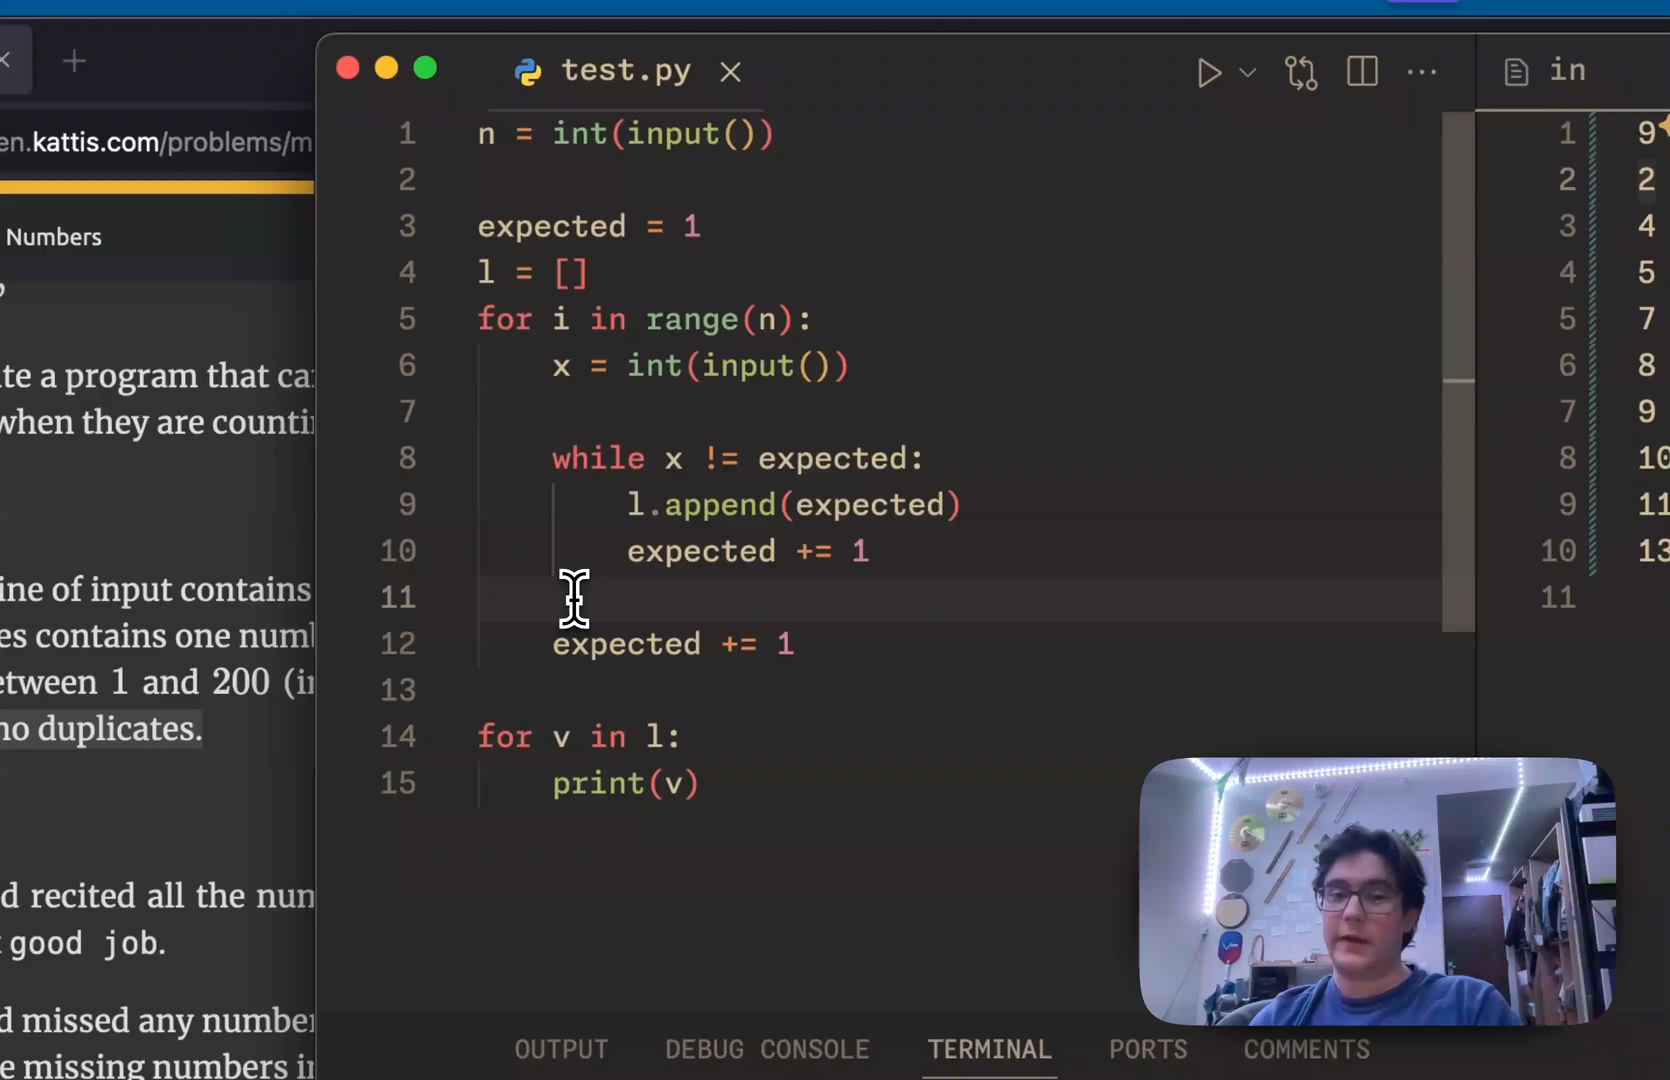 test.py
in
en.kattis.com/problems/m
Numbers
te a program that ca
when they are counti
ine of input contains
es contains one num
etween 1 and 200 (in
no duplicates.
d recited all the num
good job.
d missed any number
e missing numbers in
1 n = int(input())
2
3 expected = 1
4 l = []
5 for i in range(n):
6 x = int(input())
7
8 while x != expected:
9 l.append(expected)
10 expected += 1
11
12 expected += 1
13
14 for v in l:
15 print(v)
1 9
2 2
3 4
4 5
5 7
6 8
7 9
8 10
9 11
10 13
11
OUTPUT DEBUG CONSOLE TERMINAL PORTS COMMENTS